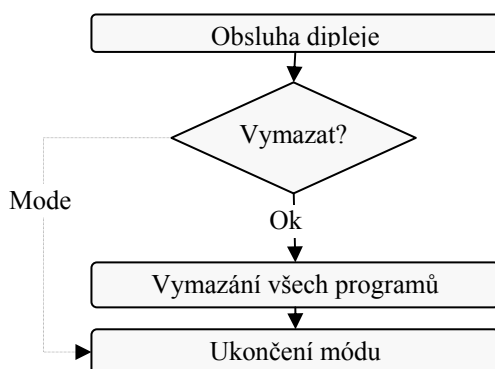 Obsluha dipleje
Vymazat?
Mode
Ok
Vymazání všech programů
Ukončení módu